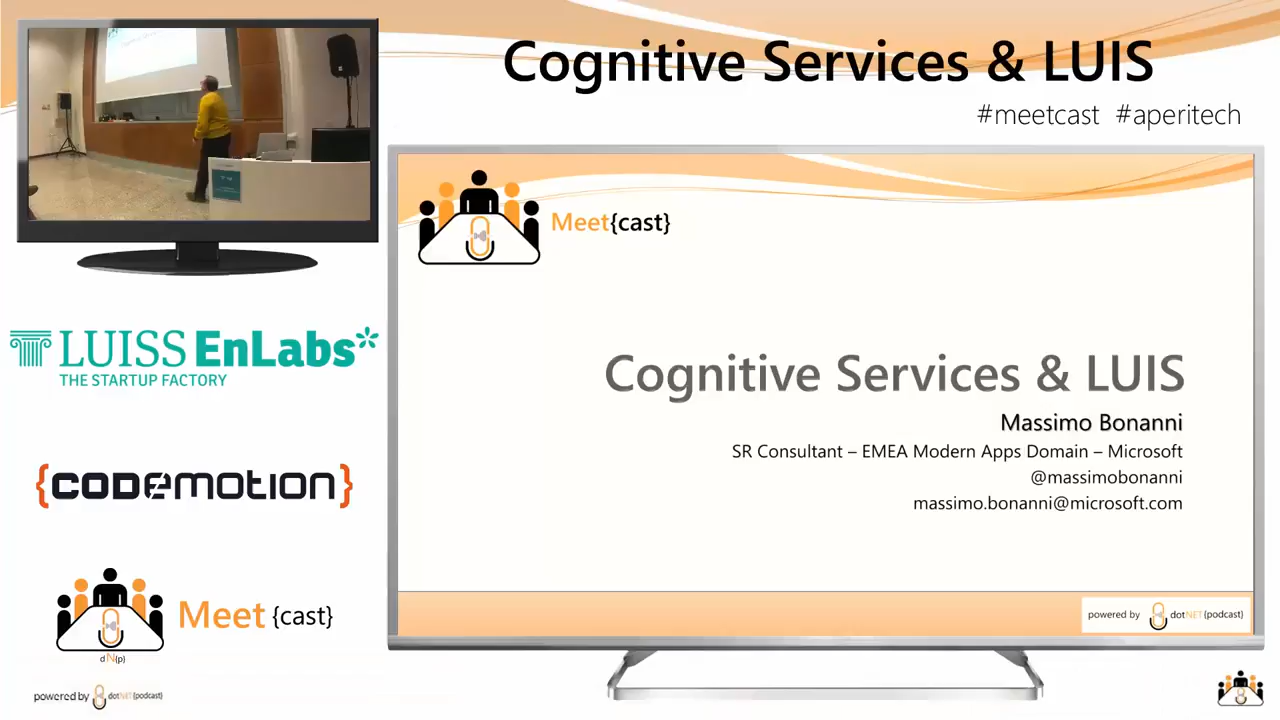 Cognitive Services & LUIS
#meetcast #aperitech
Meet{cast}
Cognitive Services & LUIS
Massimo Bonanni
SR Consultant – EMEA Modern Apps Domain – Microsoft
@massimobonanni
massimo.bonanni@microsoft.com
powered by dotNET{podcast}
LUISS EnLabs*
THE STARTUP FACTORY
{CODEMOTION}
Meet {cast}
dN{p}
powered by dotNET{podcast}